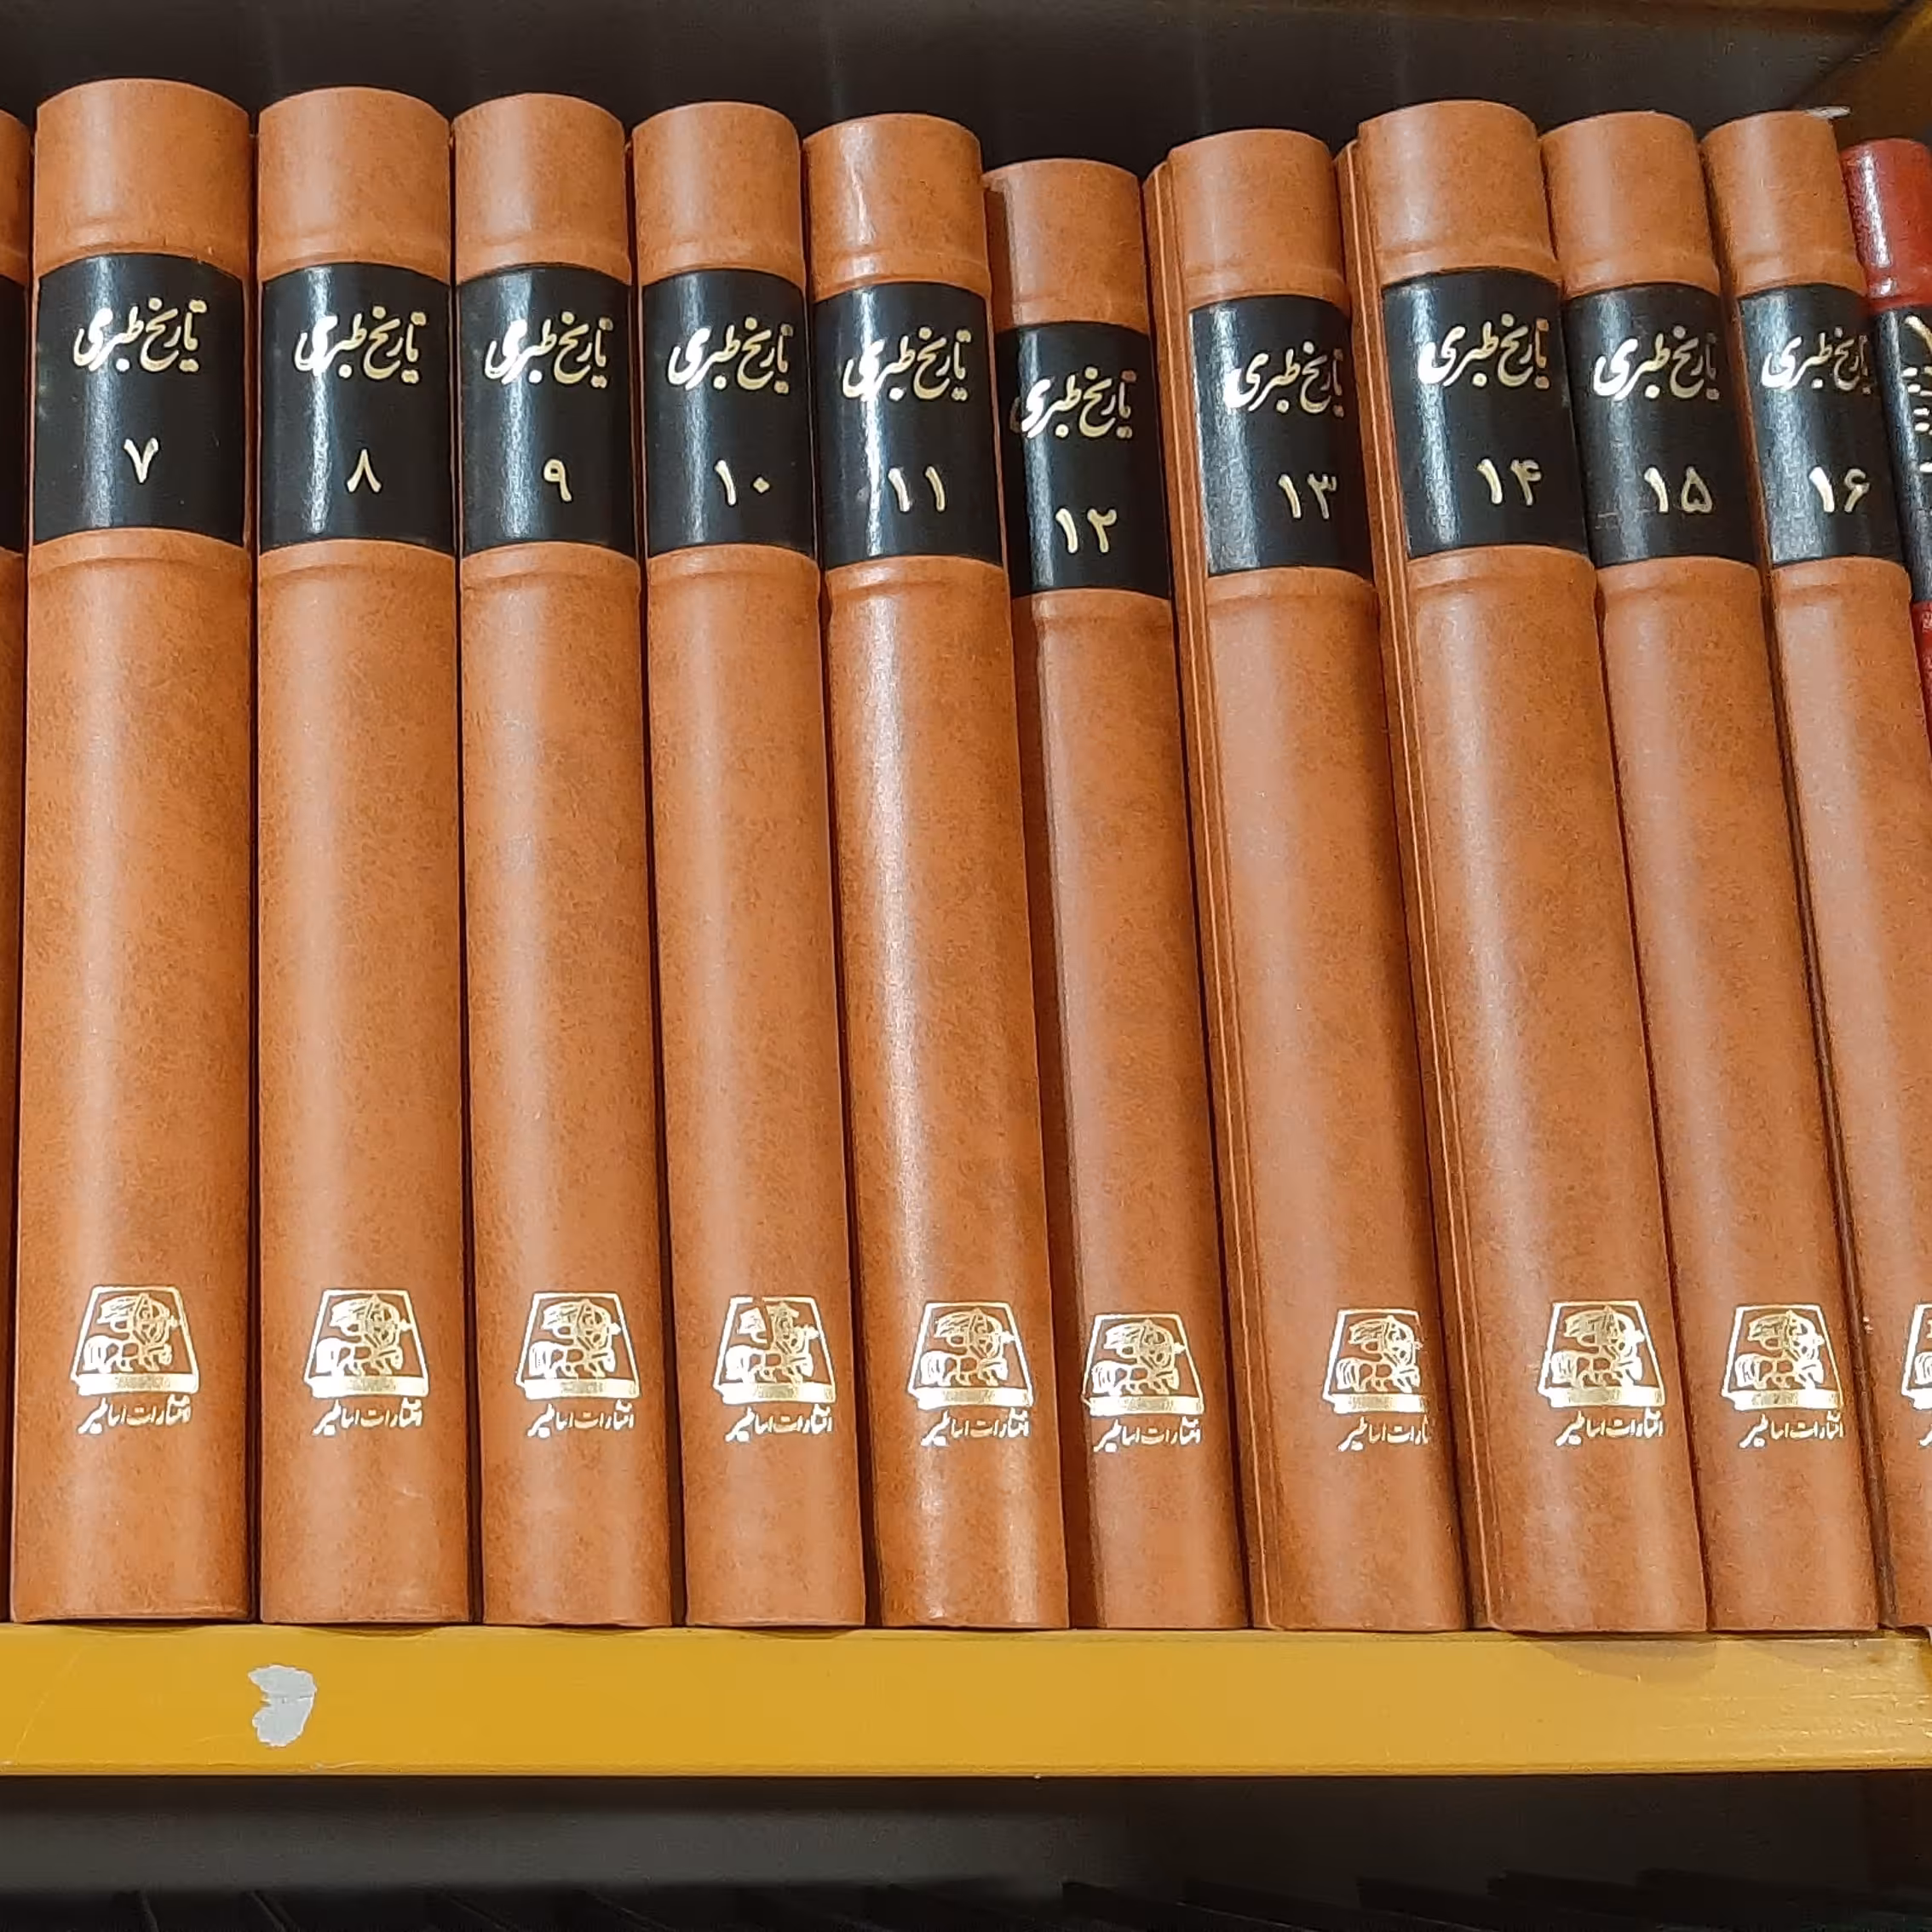 تاریخ طبری
۷
انتشارات اساطیر
تاریخ طبری
۸
انتشارات اساطیر
تاریخ طبری
۹
انتشارات اساطیر
تاریخ طبری
۱۰
انتشارات اساطیر
تاریخ طبری
۱۱
انتشارات اساطیر
تاریخ طبری
۱۲
انتشارات اساطیر
تاریخ طبری
۱۳
انتشارات اساطیر
تاریخ طبری
۱۴
انتشارات اساطیر
تاریخ طبری
۱۵
انتشارات اساطیر
تاریخ طبری
۱۶